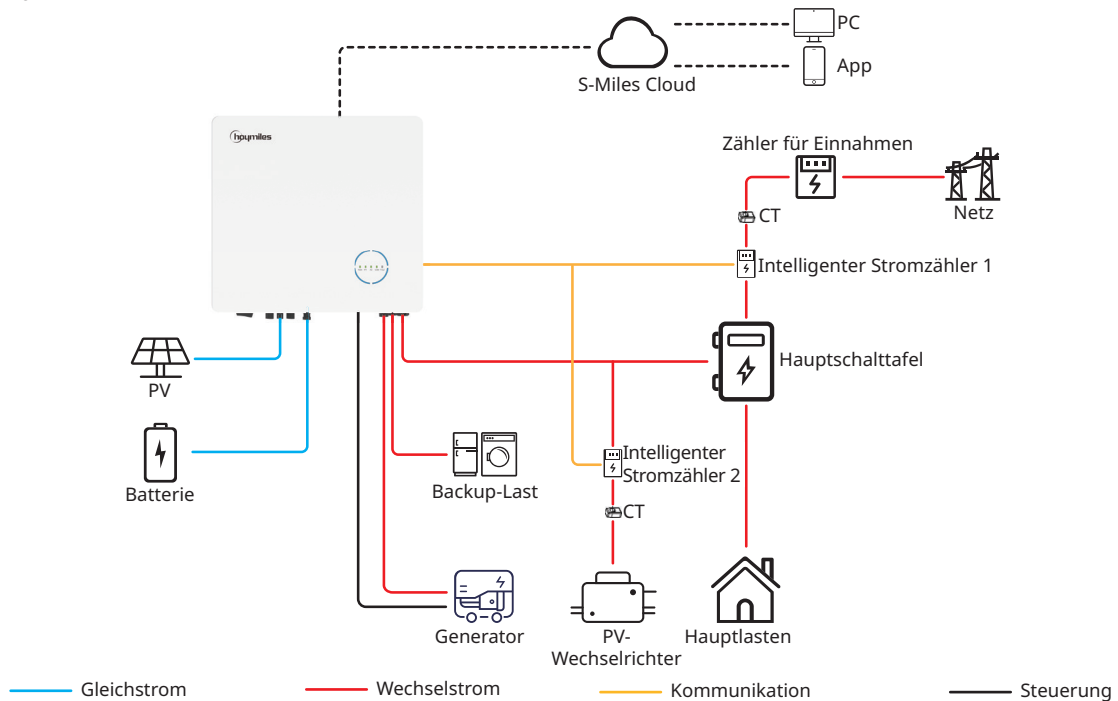 PC
App
S-Miles Cloud
hoymiles
Zähler für Einnahmen
Netz
CT
Intelligenter Stromzähler 1
Hauptschalttafel
PV
Batterie
Backup-Last
Intelligenter
Stromzähler 2
CT
Generator
PV-
Wechselrichter
Hauptlasten
Gleichstrom
Wechselstrom
Kommunikation
Steuerung